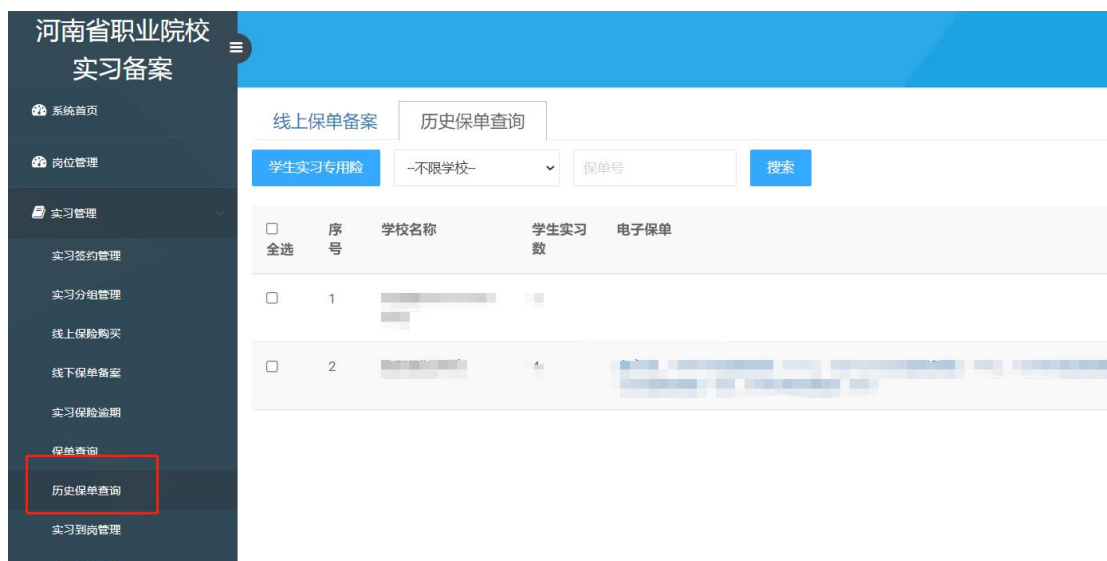 河南省职业院校
实习备案
系统首页
岗位管理
实习管理
实习签约管理
实习分组管理
线上保险购买
线下保单备案
实习保险逾期
保单查询
历史保单查询
实习到岗管理
线上保单备案 历史保单查询
学生实习专用险 --不限学校-- 保单号 搜索
全选 序号 学校名称 学生实习数 电子保单
1
2